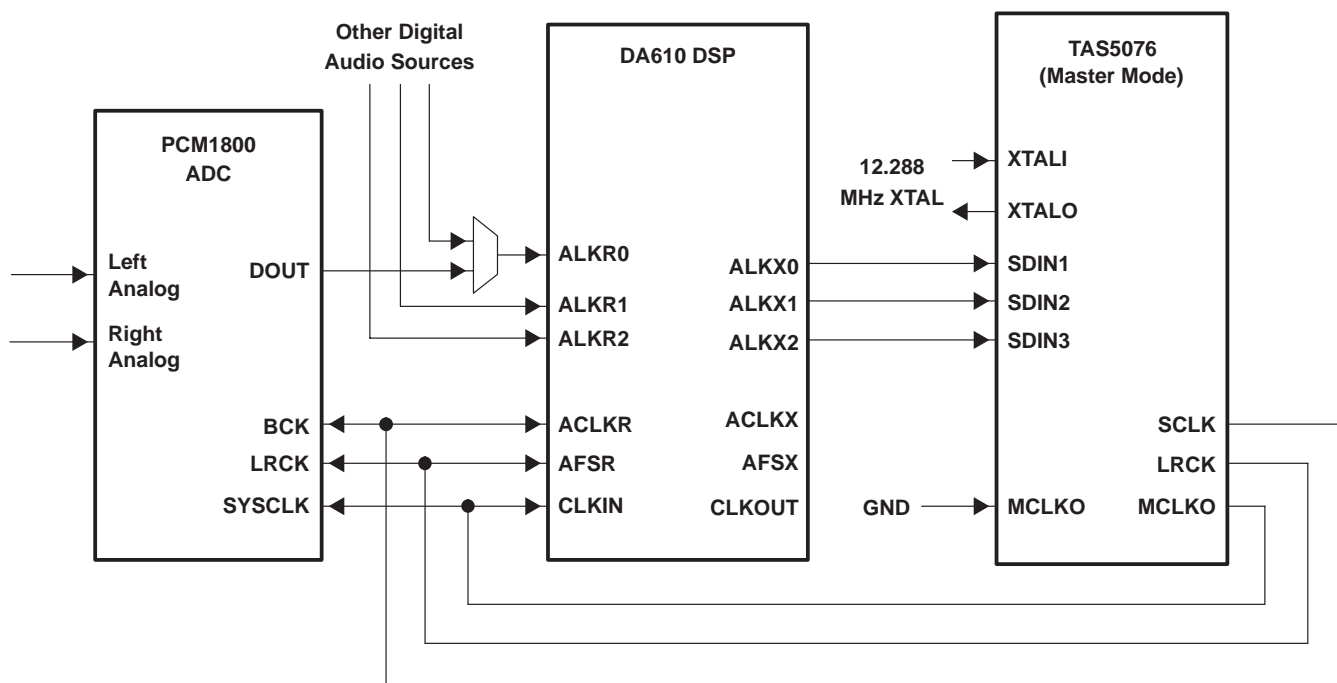 Other Digital
Audio Sources
PCM1800
ADC
Left
Analog
Right
Analog
DOUT
BCK
LRCK
SYSCLK
DA610 DSP
ALKR0
ALKR1
ALKR2
ACLKR
AFSR
CLKIN
ALKX0
ALKX1
ALKX2
ACLKX
AFSX
CLKOUT
12.288
MHz XTAL
GND
TAS5076
(Master Mode)
XTALI
XTALO
SDIN1
SDIN2
SDIN3
MCLKO
SCLK
LRCK
MCLKO